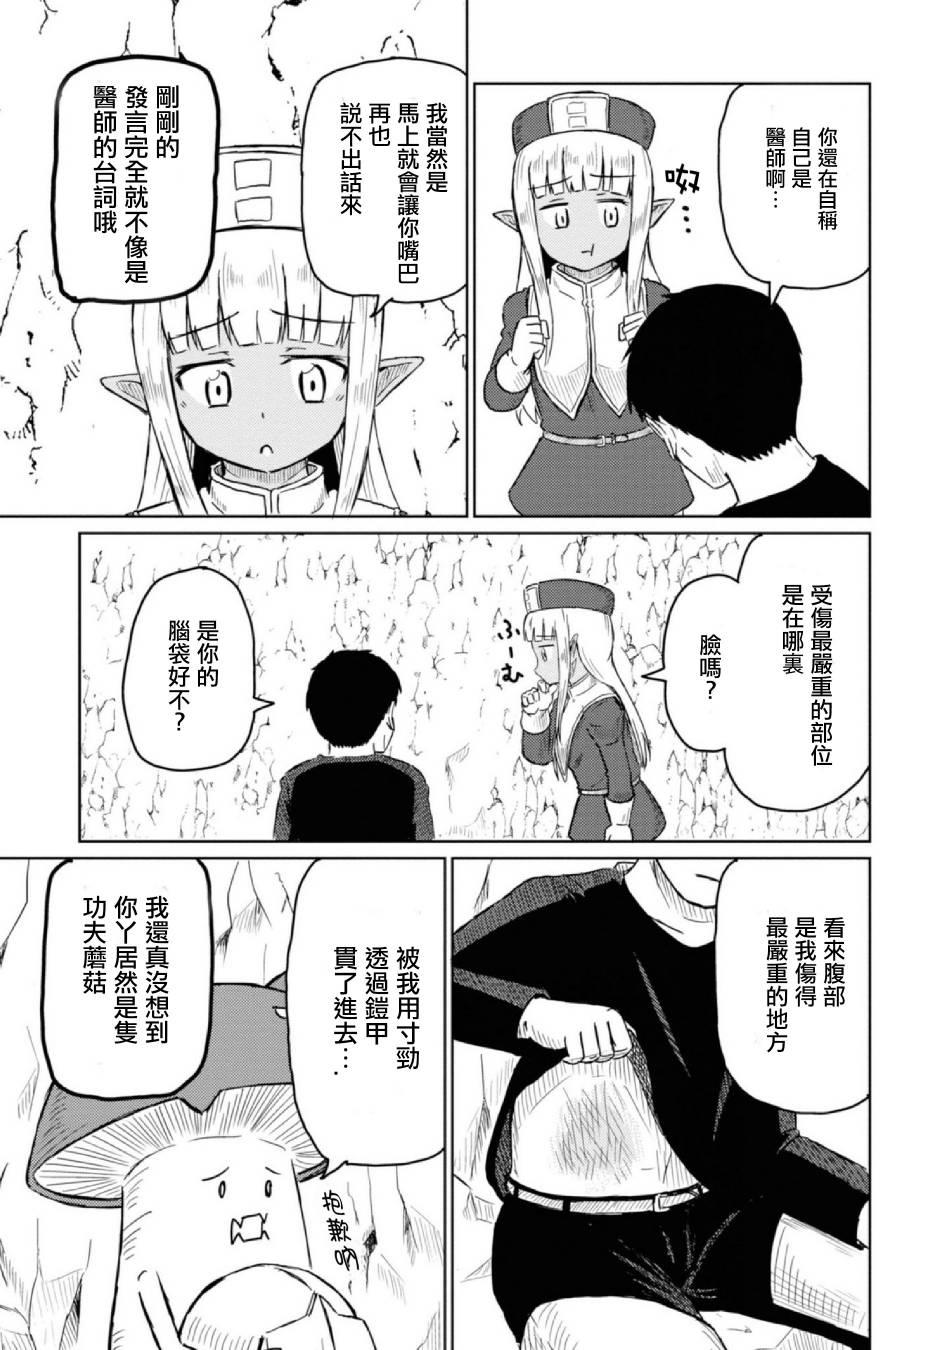 你還在自稱
自己是
醫師啊…
呶…
我當然是
馬上就會讓你嘴巴
再也
説不出話來
剛剛的
發言完全就不像是
醫師的台詞哦
受傷最嚴重的部位
是在哪裏
臉嗎？
ふーむ
是你的
腦袋好不？
看來腹部
是我傷得
最嚴重的地方
被我用寸勁
透過鎧甲
貫了進去…
抱歉吶
我還真沒想到
你丫居然是隻
功夫蘑菇